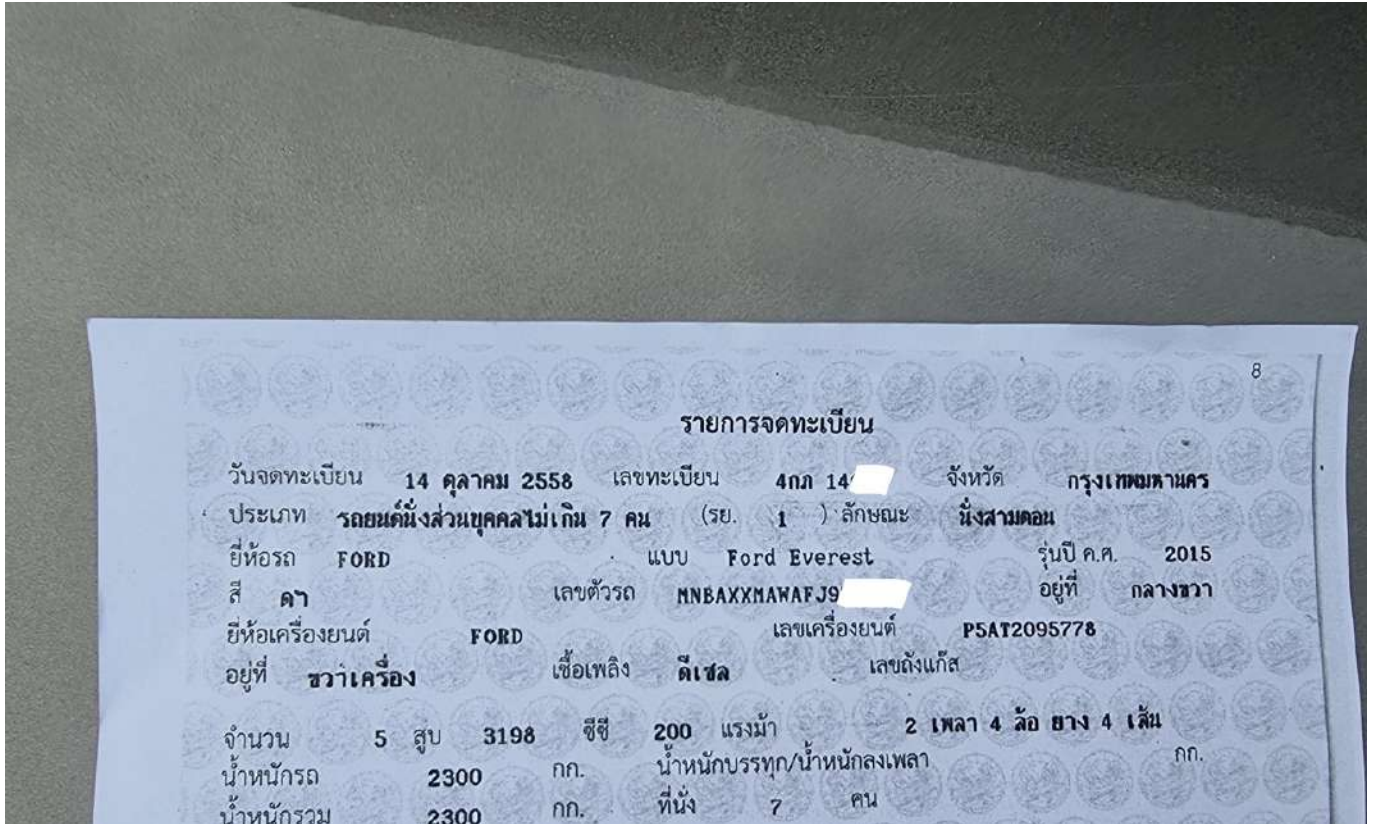 8
รายการจดทะเบียน
วันจดทะเบียน 14 ตุลาคม 2558 เลขทะเบียน 4กภ 14 จังหวัด กรุงเทพมหานคร
ประเภท รถยนต์นั่งส่วนบุคคลไม่เกิน 7 คน (รย. 1 ) ลักษณะ นั่งสามตอน
ยี่ห้อรถ FORD แบบ Ford Everest รุ่นปี ค.ศ. 2015
สี ดำ เลขตัวรถ MNBAXXMAWAFJ9 อยู่ที่ กลางขวา
ยี่ห้อเครื่องยนต์ FORD เลขเครื่องยนต์ P5AT2095778
อยู่ที่ ขวาเครื่อง เชื้อเพลิง ดีเซล เลขถังแก๊ส
จำนวน 5 สูบ 3198 ซีซี 200 แรงม้า 2 เพลา 4 ล้อ ยาง 4 เส้น
น้ำหนักรถ 2300 กก. น้ำหนักบรรทุก/น้ำหนักลงเพลา กก.
น้ำหนักรวม 2300 กก. ที่นั่ง 7 คน